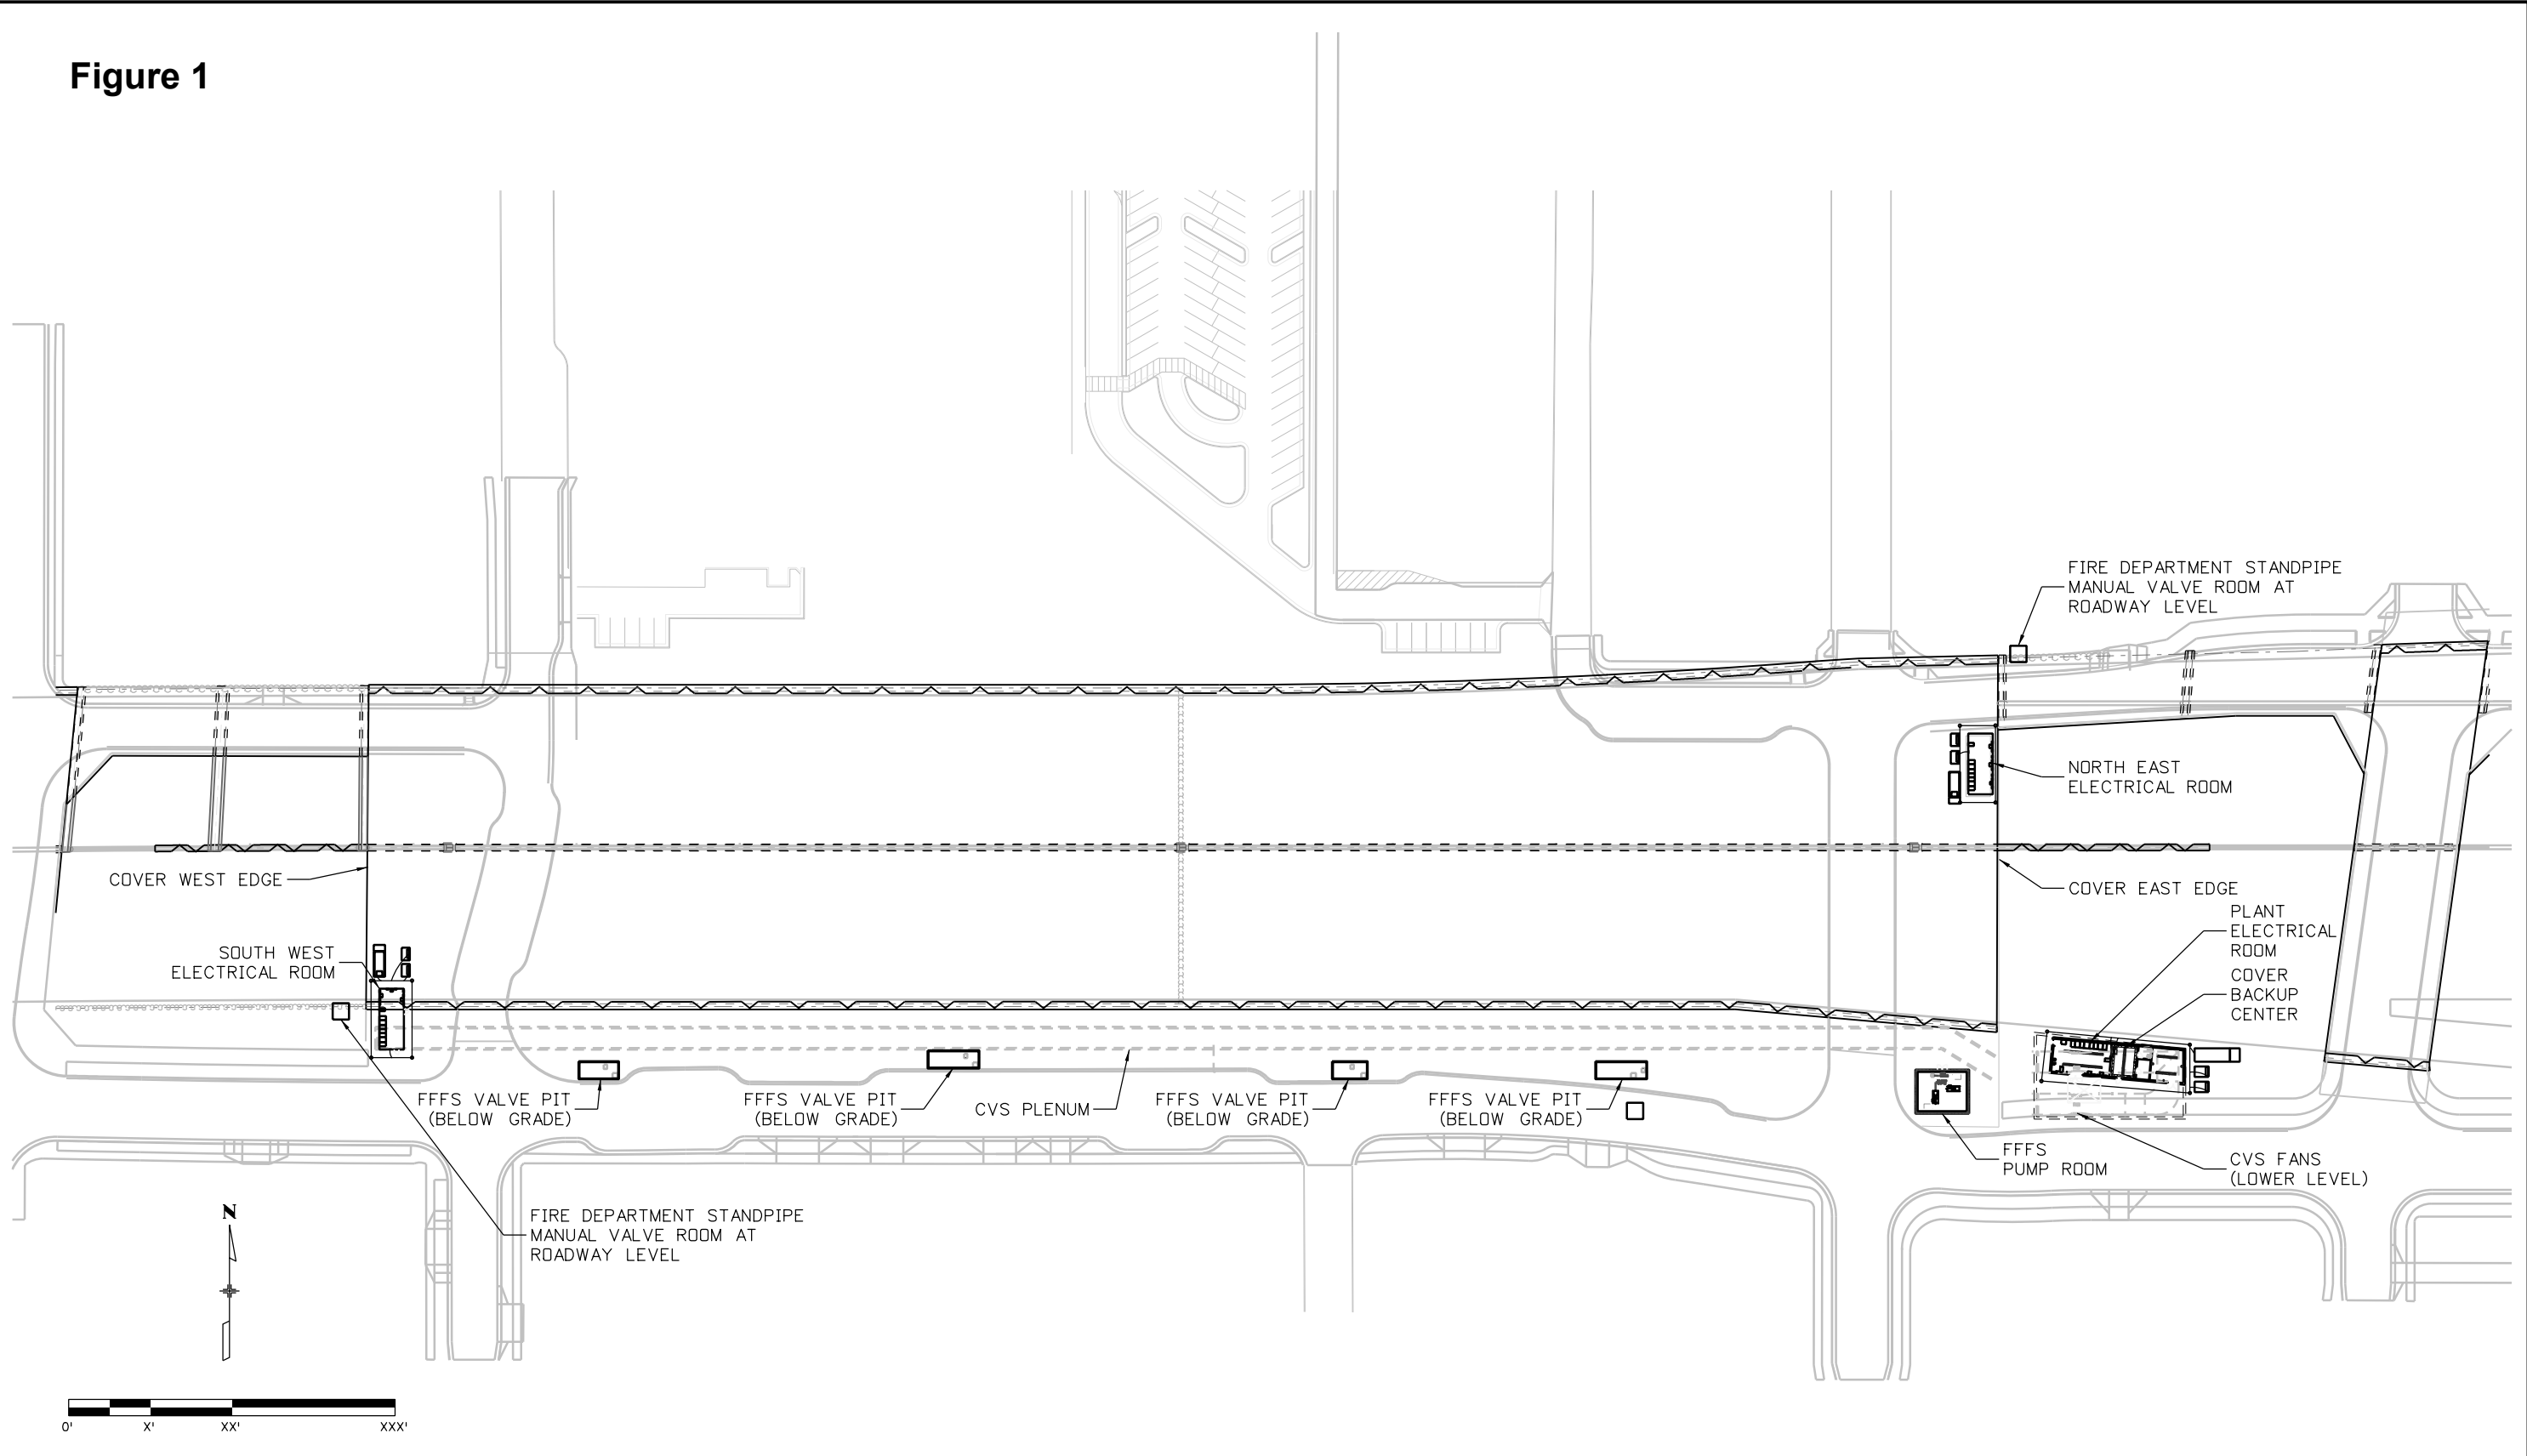 Figure 1
FIRE DEPARTMENT STANDPIPE
MANUAL VALVE ROOM AT
ROADWAY LEVEL
NORTH EAST
ELECTRICAL ROOM
COVER WEST EDGE
COVER EAST EDGE
PLANT
ELECTRICAL
ROOM
COVER
BACKUP
CENTER
SOUTH WEST
ELECTRICAL ROOM
FFFS VALVE PIT
(BELOW GRADE)
FFFS VALVE PIT
(BELOW GRADE)
CVS PLENUM
FFFS VALVE PIT
(BELOW GRADE)
FFFS VALVE PIT
(BELOW GRADE)
FFFS
PUMP ROOM
CVS FANS
(LOWER LEVEL)
FIRE DEPARTMENT STANDPIPE
MANUAL VALVE ROOM AT
ROADWAY LEVEL
N
0' X' XX' XXX'